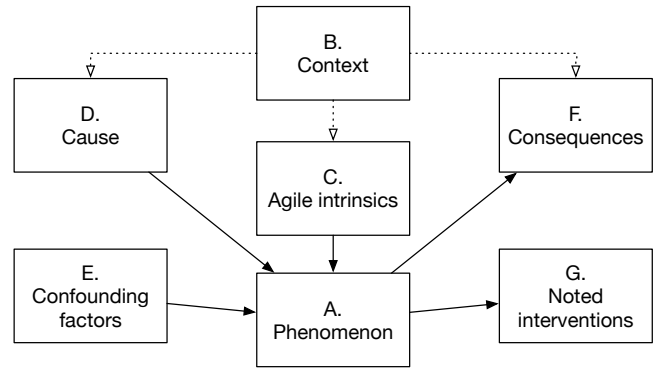 B.
Context
D.
Cause
F.
Consequences
C.
Agile intrinsics
E.
Confounding
factors
A.
Phenomenon
G.
Noted
interventions